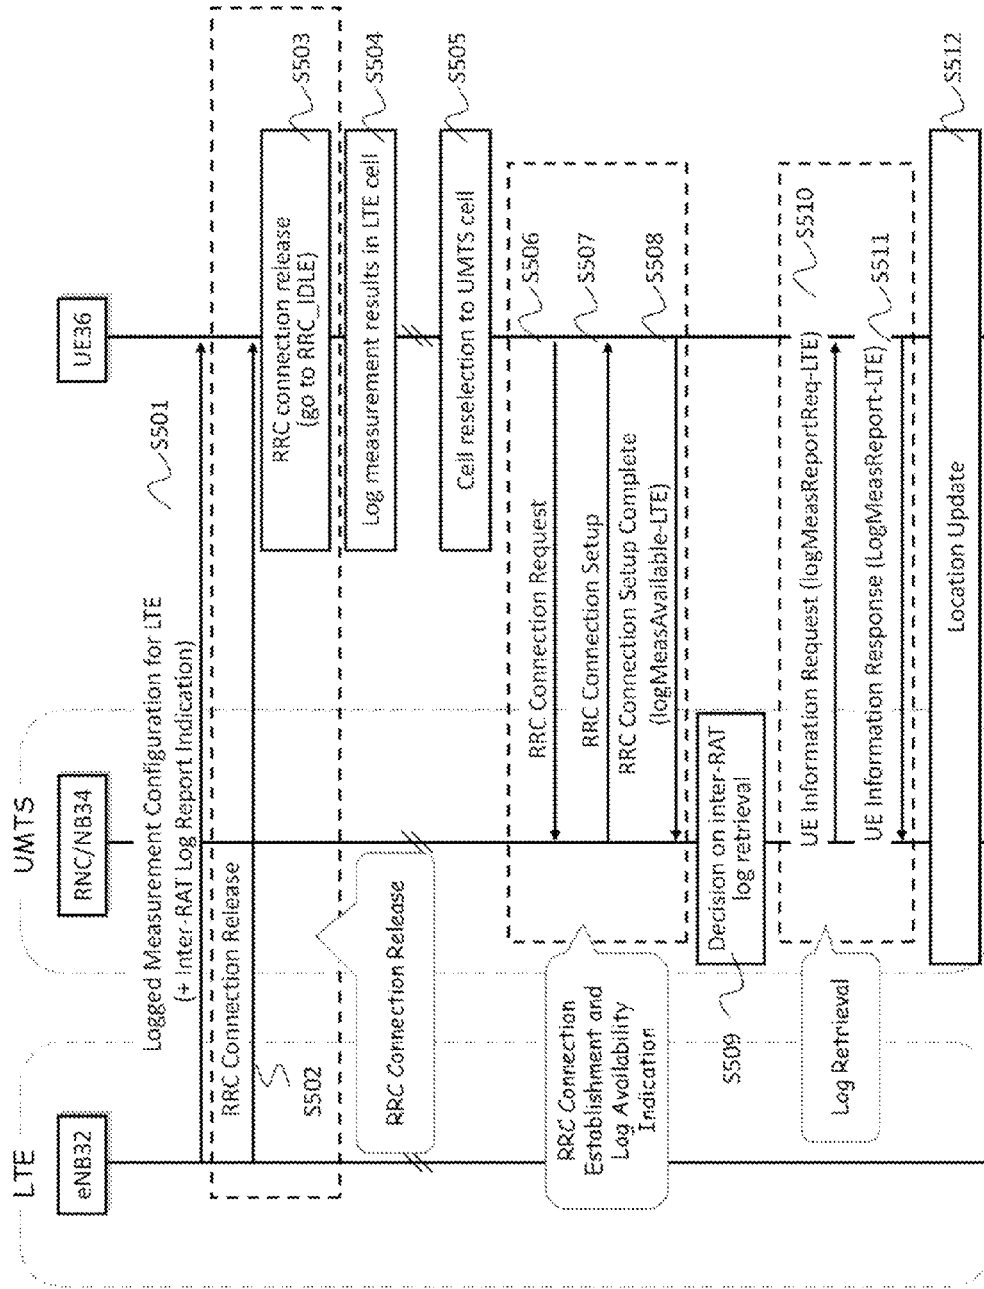 LTE
UMTS
eNB32
RNC/NB34
UE36
Logged Measurement Configuration for LTE
(+ Inter-RAT Log Report Indication)
S501
RRC Connection Release
S502
RRC connection release
(go to RRC_IDLE)
S503
RRC Connection Release
Log measurement results in LTE cell
S504
Cell reselection to UMTS cell
S505
RRC Connection Request
S506
RRC Connection Setup
S507
RRC Connection Setup Complete
(logMeasAvailable-LTE)
S508
RRC Connection
Establishment and
Log Availability
Indication
Decision on inter-RAT
log retrieval
S509
UE Information Request (logMeasReportReq-LTE)
S510
UE Information Response (LogMeasReport-LTE)
S511
Log Retrieval
Location Update
S512